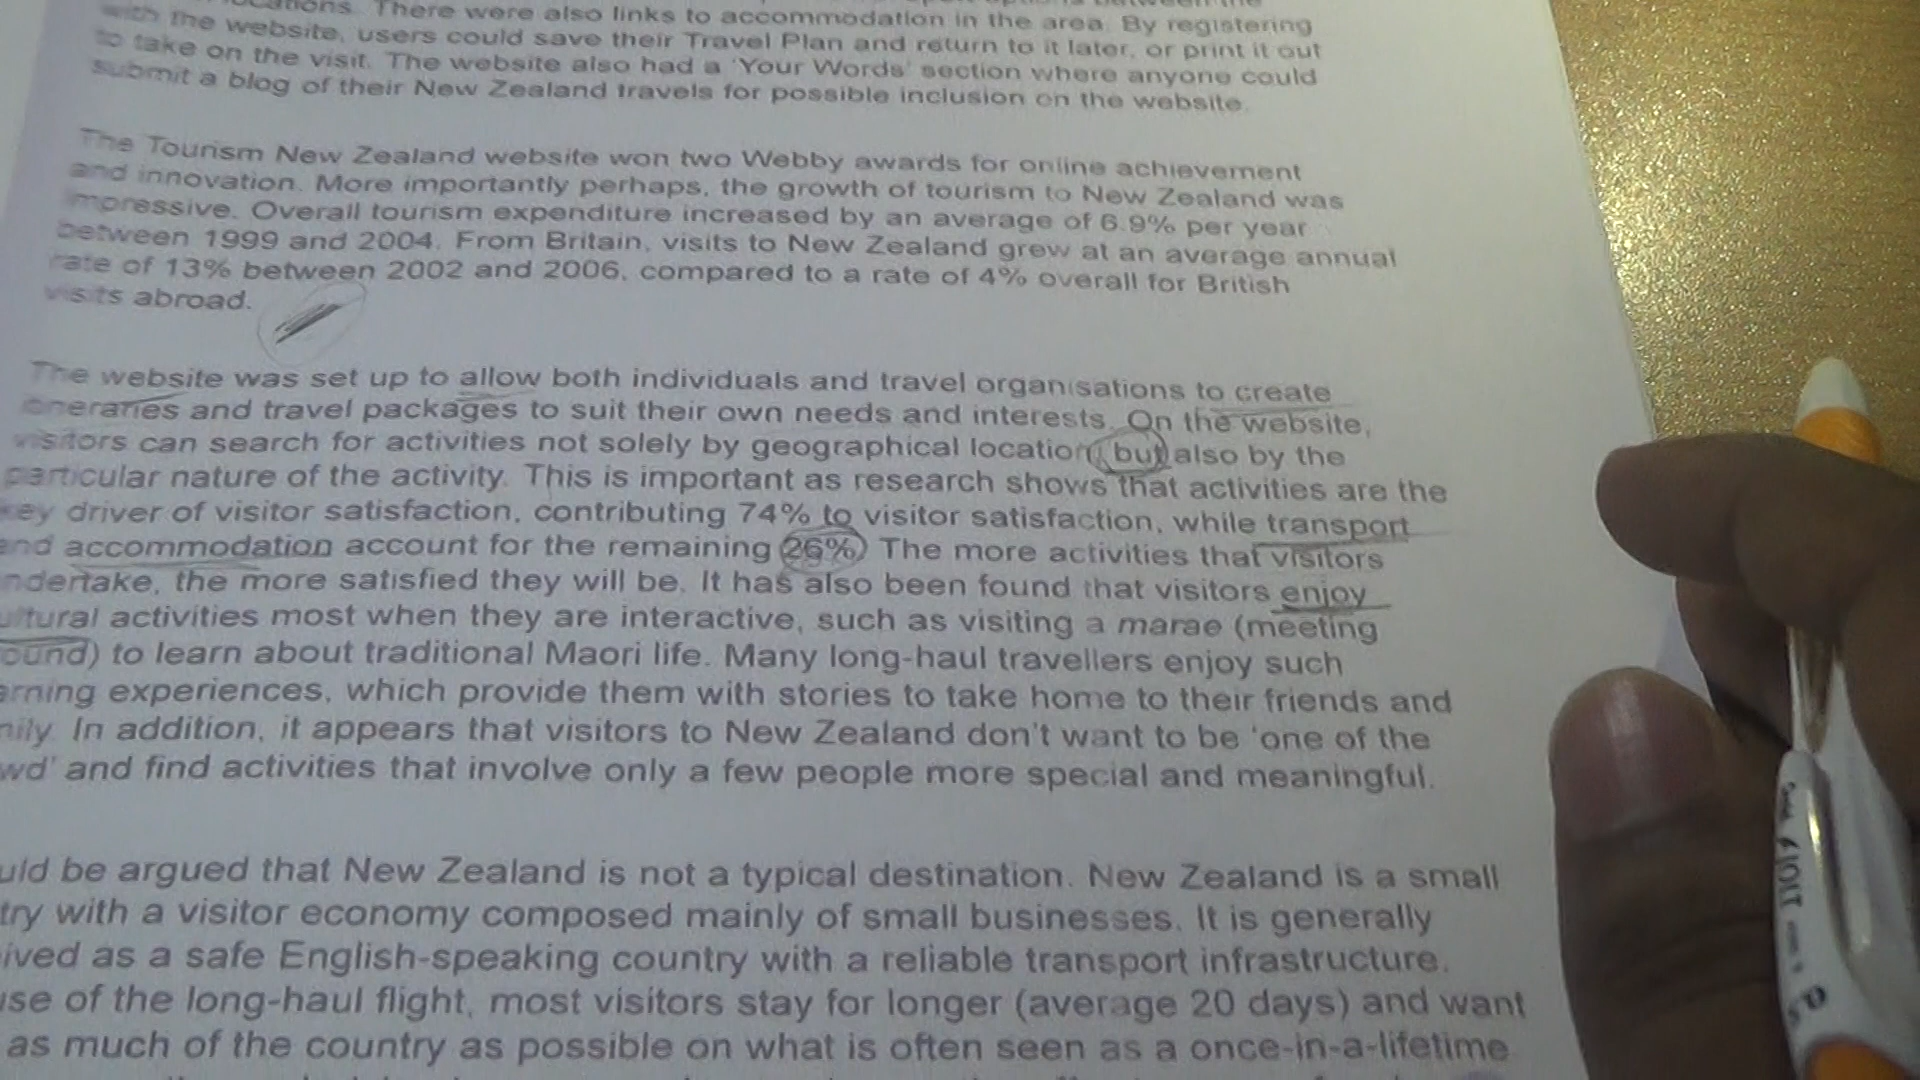 There were also links to accommodation in the area. By registering
with the website, users could save their Travel Plan and return to it later, or print it out
to take on the visit. The website also had a 'Your Words' section where anyone could
submit a blog of their New Zealand travels for possible inclusion on the website.
The Tourism New Zealand website won two Webby awards for online achievement
and innovation. More importantly perhaps, the growth of tourism to New Zealand was
impressive. Overall tourism expenditure increased by an average of 6.9% per year
between 1999 and 2004. From Britain, visits to New Zealand grew at an average annual
rate of 13% between 2002 and 2006, compared to a rate of 4% overall for British
visits abroad.
The website was set up to allow both individuals and travel organisations to create
itineraries and travel packages to suit their own needs and interests. On the website,
visitors can search for activities not solely by geographical location, but also by the
particular nature of the activity. This is important as research shows that activities are the
key driver of visitor satisfaction, contributing 74% to visitor satisfaction, while transport
and accommodation account for the remaining 26%. The more activities that visitors
ndertake, the more satisfied they will be. It has also been found that visitors enjoy
ultural activities most when they are interactive, such as visiting a marae (meeting
ound) to learn about traditional Maori life. Many long-haul travellers enjoy such
arning experiences, which provide them with stories to take home to their friends and
mily. In addition, it appears that visitors to New Zealand don't want to be 'one of the
wd' and find activities that involve only a few people more special and meaningful.
uld be argued that New Zealand is not a typical destination. New Zealand is a small
try with a visitor economy composed mainly of small businesses. It is generally
ived as a safe English-speaking country with a reliable transport infrastructure.
use of the long-haul flight, most visitors stay for longer (average 20 days) and want
as much of the country as possible on what is often seen as a once-in-a-lifetime